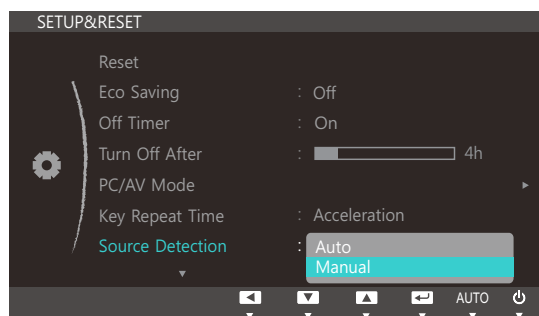 SETUP&RESET
Reset
Eco Saving : Off
Off Timer : On
Turn Off After : 4h
PC/AV Mode
Key Repeat Time : Acceleration
Source Detection : Auto
Manual
AUTO